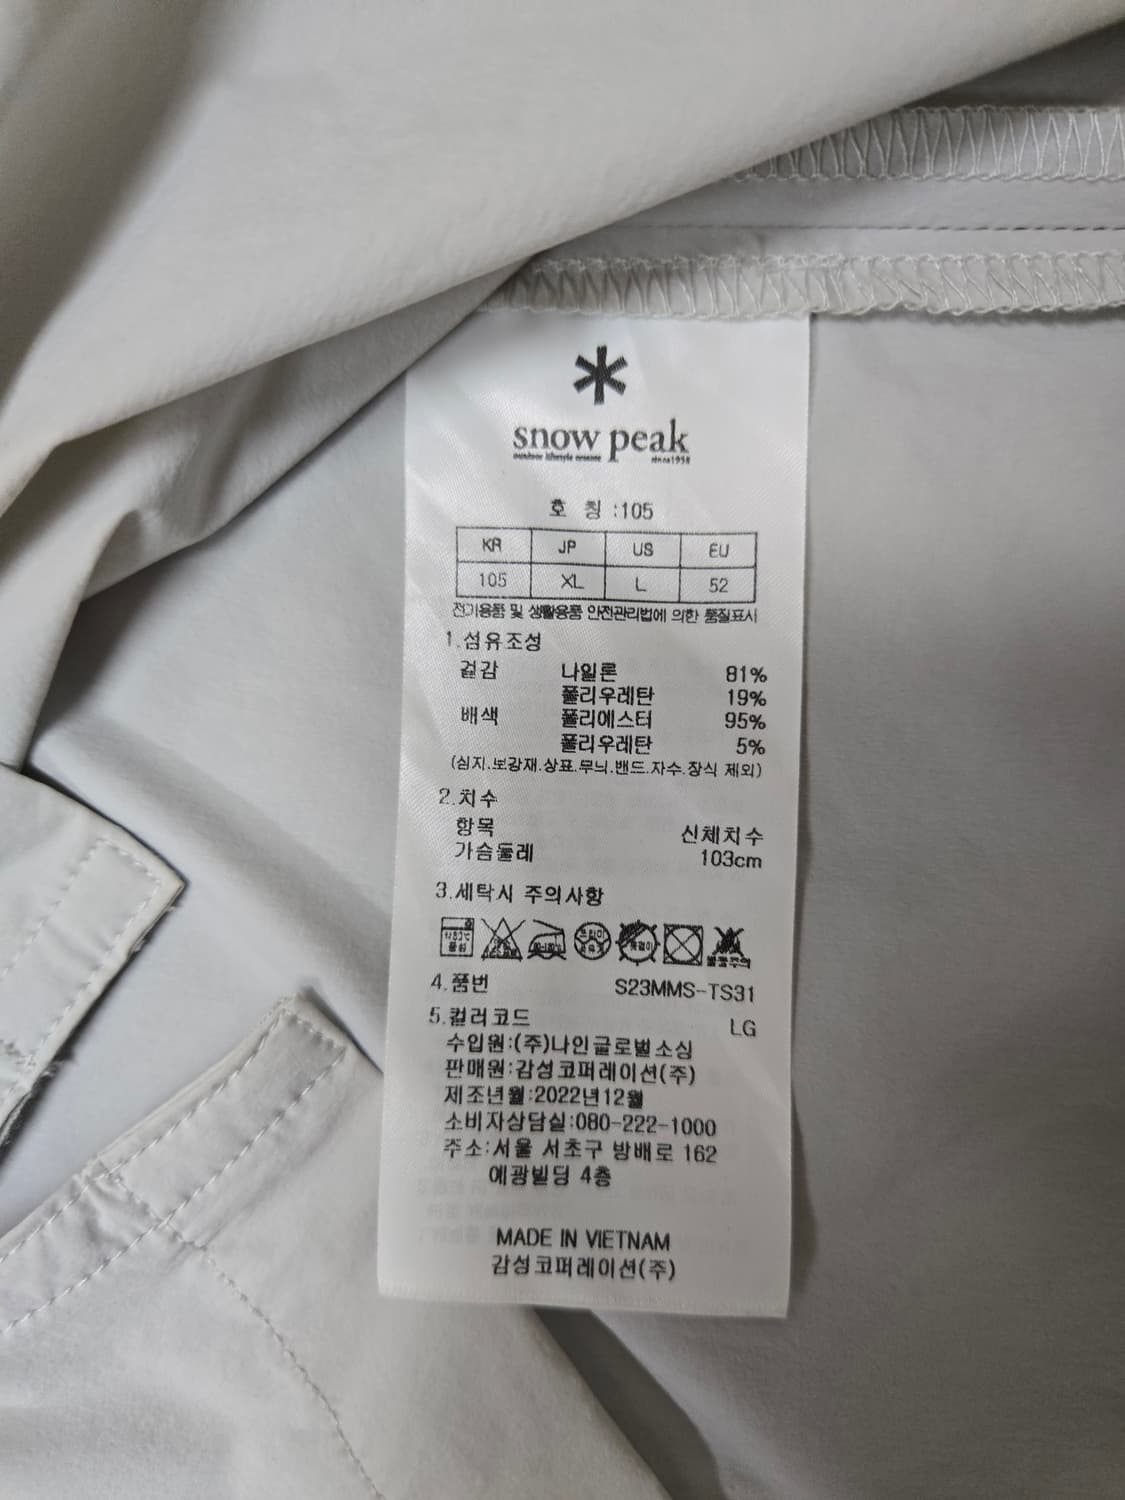 snow peak
outdoor lifestyle creator since1958
호 칭 :105
KR JP US EU
105 XL L 52
전기용품 및 생활용품 안전관리법에 의한 품질표시
1.섬유조성
겉감 나일론 81%
폴리우레탄 19%
배색 폴리에스터 95%
폴리우레탄 5%
(심지.보강재.상표.무늬.밴드.자수.장식 제외)
2.치수
항목 신체치수
가슴둘레 103cm
3.세탁시 주의사항
4.품번 S23MMS-TS31
5.컬러코드 LG
수입원:(주)나인글로벌소싱
판매원:감성코퍼레이션(주)
제조년월:2022년12월
소비자상담실:080-222-1000
주소:서울 서초구 방배로 162
에광빌딩 4층
MADE IN VIETNAM
감성코퍼레이션(주)